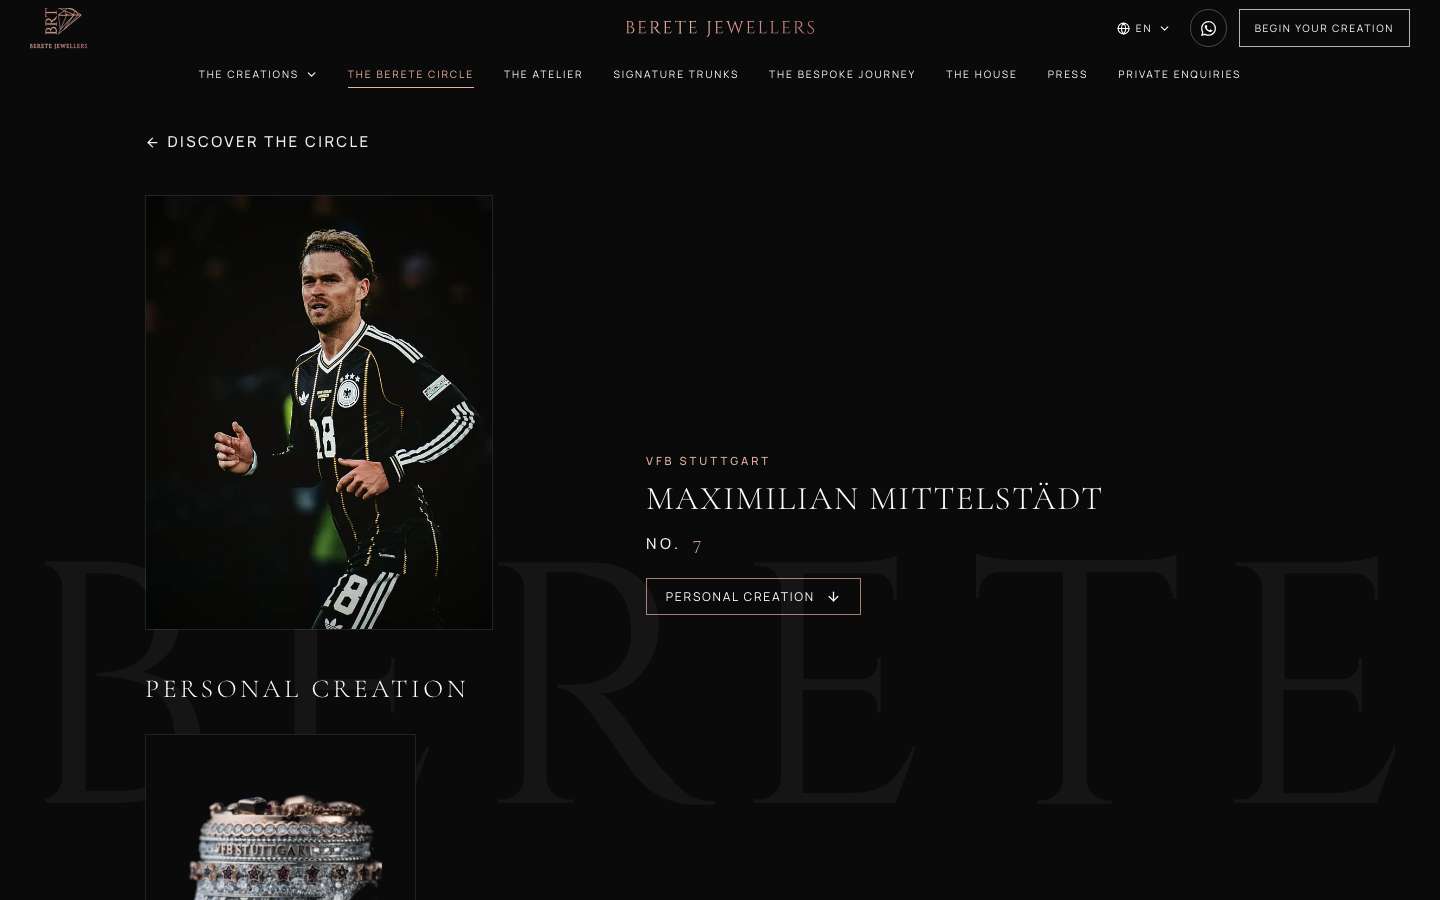 BRT
BERETE JEWELLERS
BERETE JEWELLERS
EN
BEGIN YOUR CREATION
THE CREATIONS
THE BERETE CIRCLE
THE ATELIER
SIGNATURE TRUNKS
THE BESPOKE JOURNEY
THE HOUSE
PRESS
PRIVATE ENQUIRIES
← DISCOVER THE CIRCLE
18
18
VFB STUTTGART
MAXIMILIAN MITTELSTÄDT
NO. 7
PERSONAL CREATION ↓
BERETE
PERSONAL CREATION